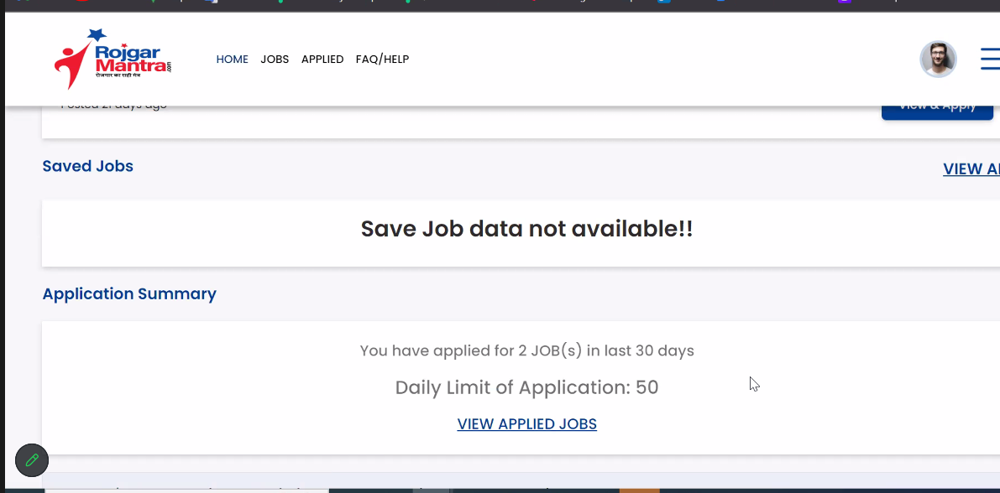 Rojgar
Mantra.com
रोजगार का सही मंत्र
HOME JOBS APPLIED FAQ/HELP
Posted 21 days ago
View & Apply
Saved Jobs
VIEW
Save Job data not available!!
Application Summary
You have applied for 2 JOB(s) in last 30 days
Daily Limit of Application: 50
VIEW APPLIED JOBS